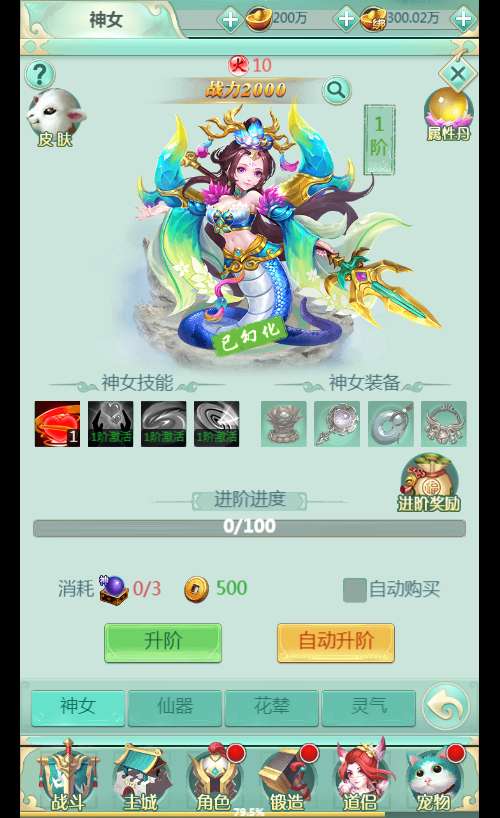 神女
200万
绑
300.02万
?
火 10
战力2000
皮肤
属性丹
1阶
已幻化
神女技能
神女装备
1
1阶激活
1阶激活
1阶激活
进阶奖励
进阶进度
0/100
消耗
神
0/3
500
自动购买
升阶
自动升阶
神女
仙器
花辇
灵气
战斗
主城
角色
锻造
道侣
宠物
79.5%